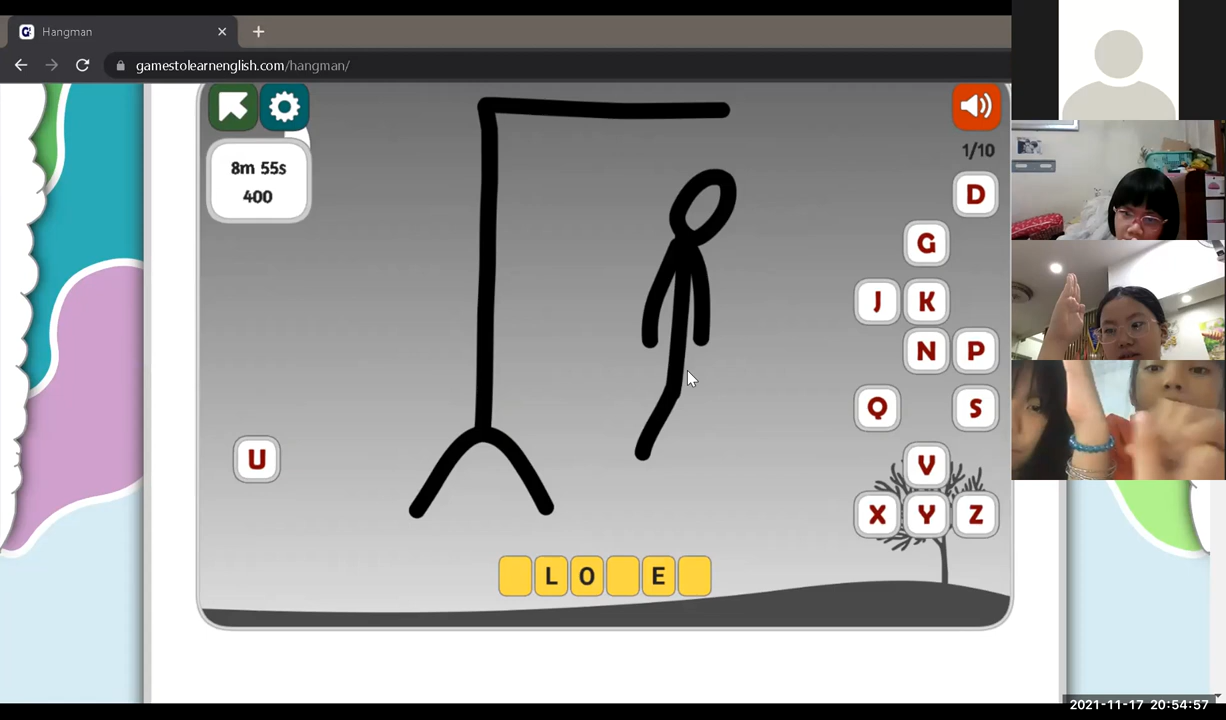 Hangman
gamestolearnenglish.com/hangman/
8m 55s
400
1/10
D
G
J K
N P
Q S
U
V
X Y Z
L O E
2021-11-17 20:54:57